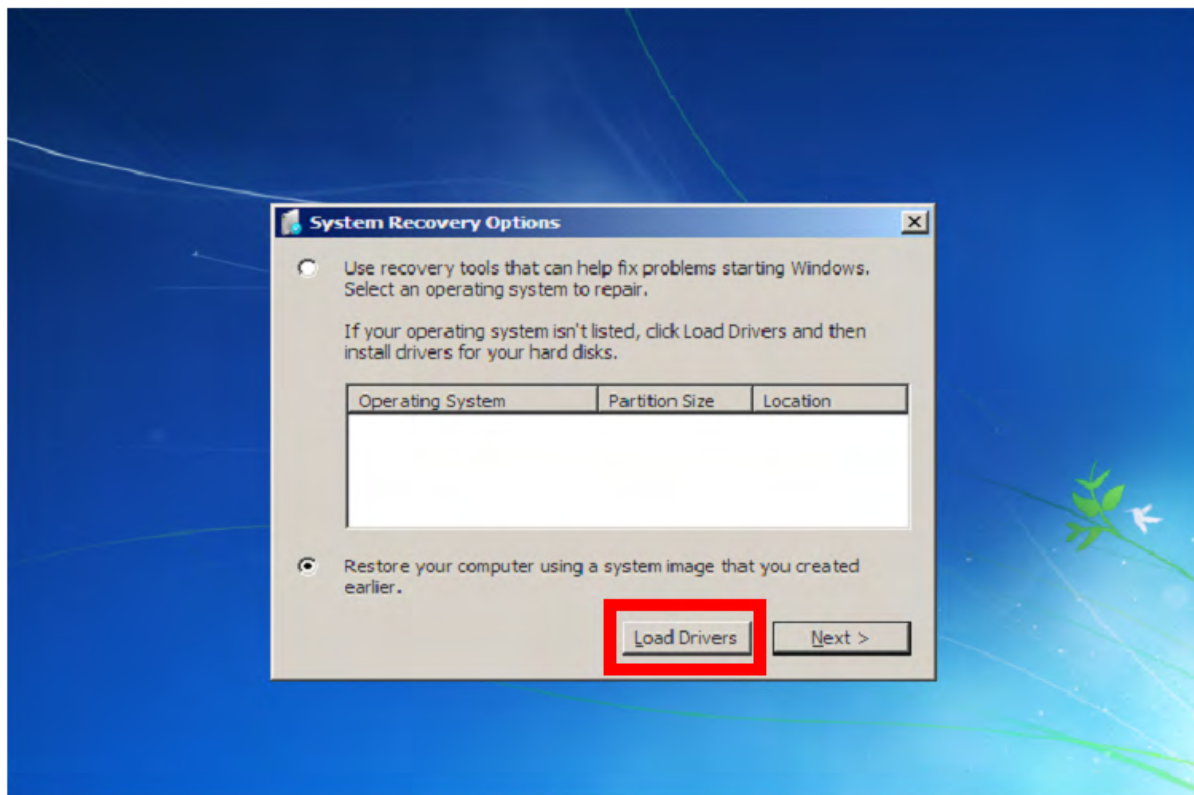 System Recovery Options
Use recovery tools that can help fix problems starting Windows.
Select an operating system to repair.
If your operating system isn't listed, click Load Drivers and then
install drivers for your hard disks.
Operating System Partition Size Location
Restore your computer using a system image that you created
earlier.
Load Drivers Next >